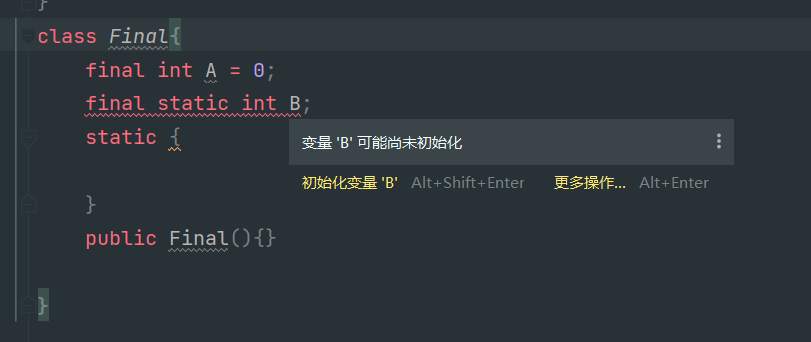 }
class Final{
final int A = 0;
final static int B;
变量 'B' 可能尚未初始化
static {
初始化变量 'B' Alt+Shift+Enter 更多操作... Alt+Enter
}
public Final(){}
}